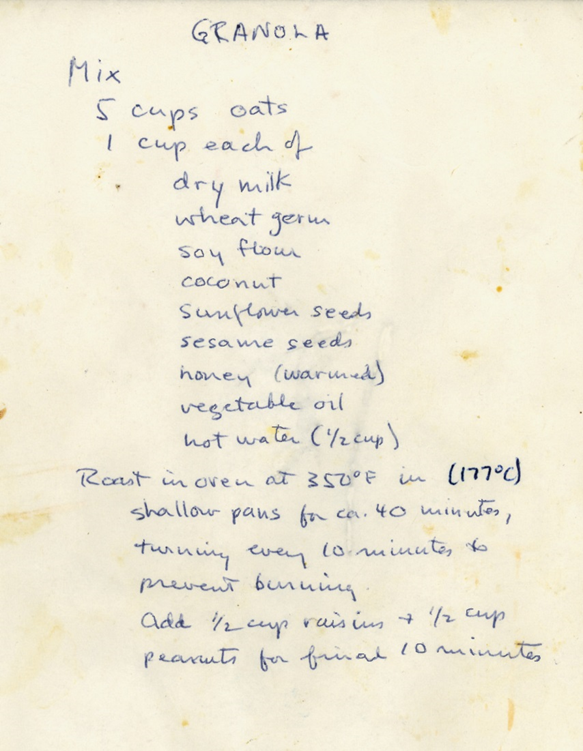 GRANOLA
Mix
5 cups oats
1 cup each of
dry milk
wheat germ
soy flour
coconut
sunflower seeds
sesame seeds
honey (warmed)
vegetable oil
hot water (1/2 cup)
Roast in oven at 350°F in (177°C)
shallow pans for ca. 40 minutes,
turning every 10 minutes to
prevent burning.
Add 1/2 cup raisins + 1/2 cup
peanuts for final 10 minutes